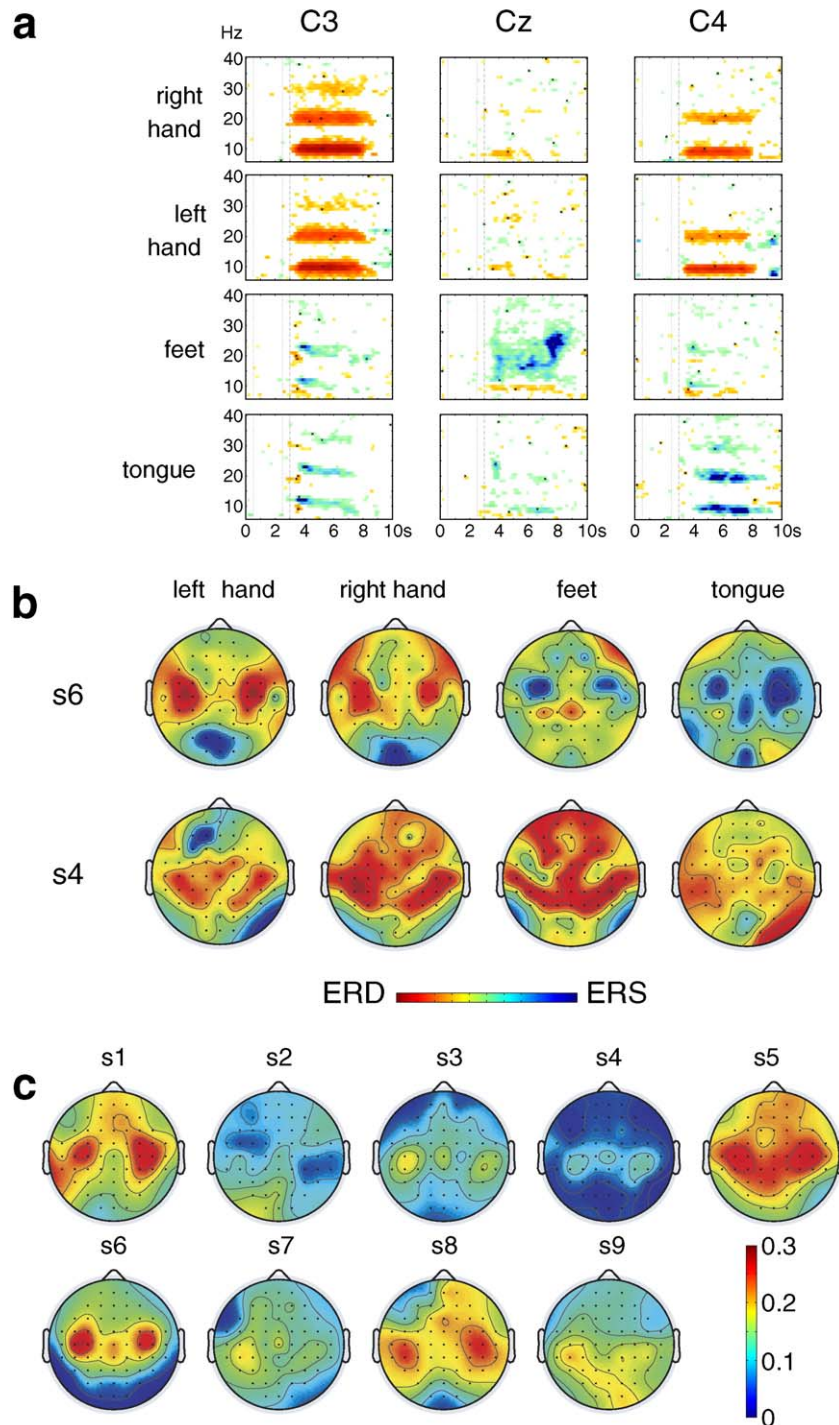 a
C3 Cz C4
Hz
40
30
20
10
right
hand
40
30
20
10
left
hand
40
30
20
10
feet
40
30
20
10
tongue
0 2 4 6 8 10s 0 2 4 6 8 10s 0 2 4 6 8 10s
b
left hand right hand feet tongue
s6
s4
ERD ERS
c
s1 s2 s3 s4 s5
s6 s7 s8 s9
0.3
0.2
0.1
0